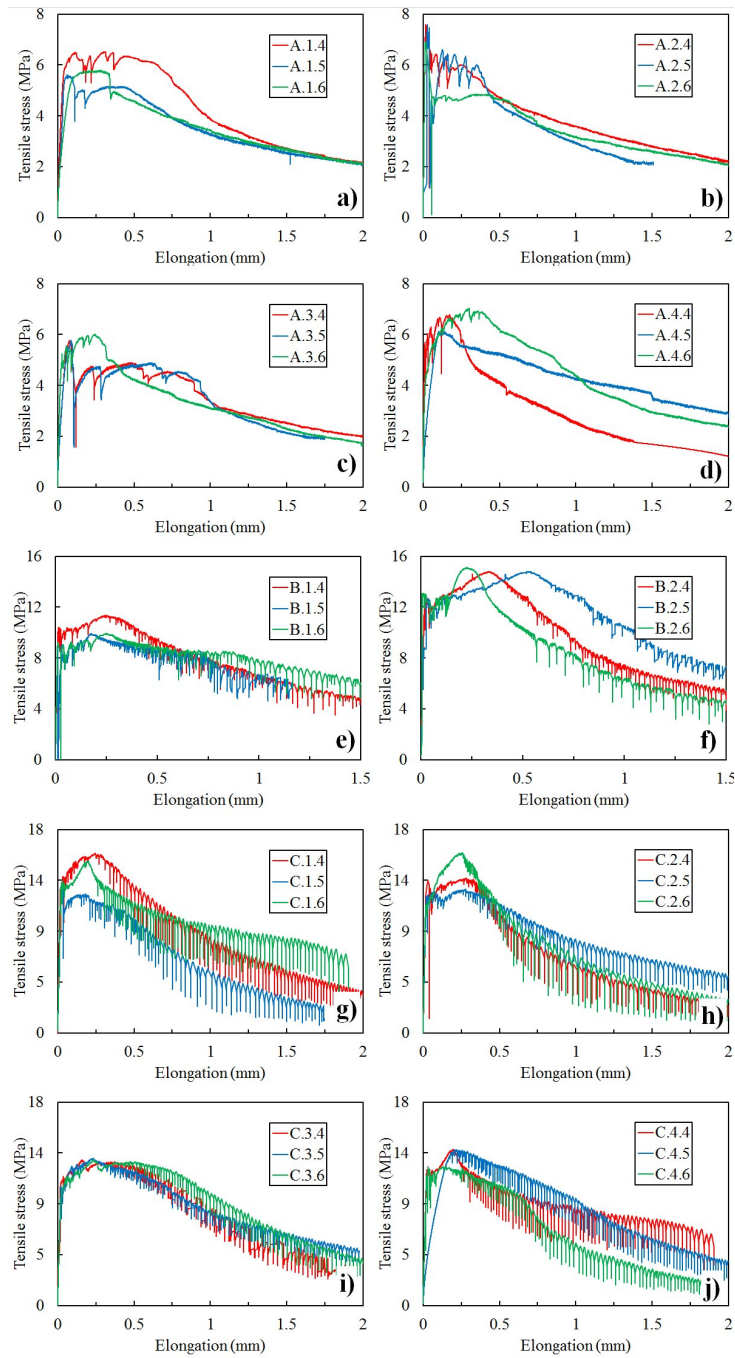 8
6
4
2
0
Tensile stress (MPa)
A.1.4
A.1.5
A.1.6
a)
0 0.5 1 1.5 2
Elongation (mm)
8
6
4
2
0
Tensile stress (MPa)
A.2.4
A.2.5
A.2.6
b)
0 0.5 1 1.5 2
Elongation (mm)
8
6
4
2
0
Tensile stress (MPa)
A.3.4
A.3.5
A.3.6
c)
0 0.5 1 1.5 2
Elongation (mm)
8
6
4
2
0
Tensile stress (MPa)
A.4.4
A.4.5
A.4.6
d)
0 0.5 1 1.5 2
Elongation (mm)
16
12
8
4
0
Tensile stress (MPa)
B.1.4
B.1.5
B.1.6
e)
0 0.5 1 1.5
Elongation (mm)
16
12
8
4
0
Tensile stress (MPa)
B.2.4
B.2.5
B.2.6
f)
0 0.5 1 1.5
Elongation (mm)
18
14
9
5
0
Tensile stress (MPa)
C.1.4
C.1.5
C.1.6
g)
0 0.5 1 1.5 2
Elongation (mm)
18
14
9
5
0
Tensile stress (MPa)
C.2.4
C.2.5
C.2.6
h)
0 0.5 1 1.5 2
Elongation (mm)
18
14
9
5
0
Tensile stress (MPa)
C.3.4
C.3.5
C.3.6
i)
0 0.5 1 1.5 2
Elongation (mm)
18
14
9
5
0
Tensile stress (MPa)
C.4.4
C.4.5
C.4.6
j)
0 0.5 1 1.5 2
Elongation (mm)